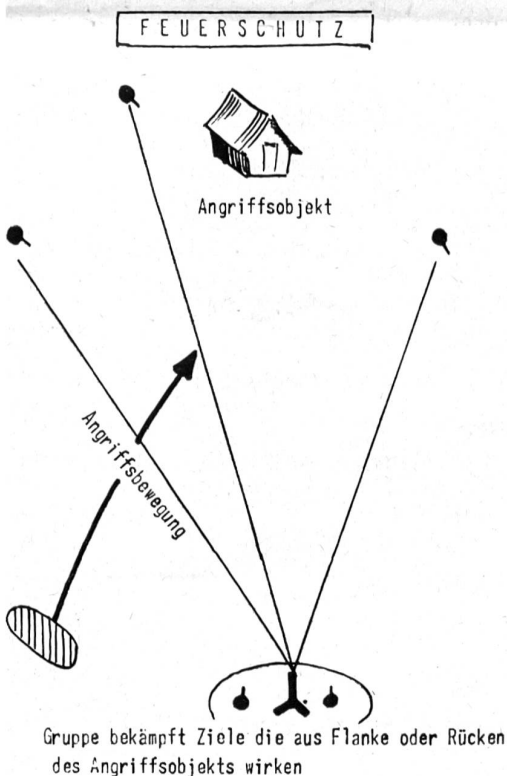 FEUERSCHUTZ
Angriffsobjekt
Angriffsbewegung
Gruppe bekämpft Ziele die aus Flanke oder Rücken
des Angriffsobjekts wirken